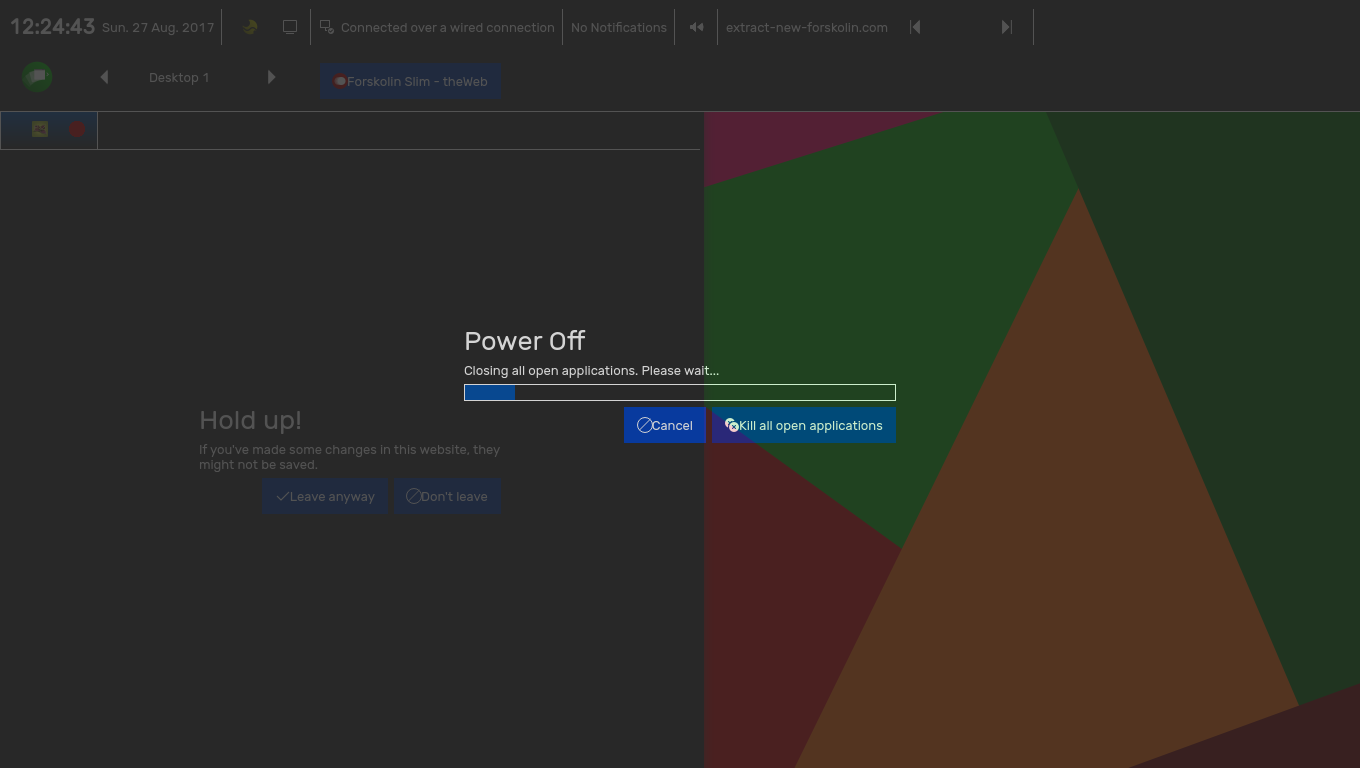 12:24:43 Sun. 27 Aug. 2017 Connected over a wired connection No Notifications extract-new-forskolin.com
Desktop 1 Forskolin Slim - theWeb
Power Off
Closing all open applications. Please wait...
Cancel Kill all open applications
Hold up!
If you've made some changes in this website, they
might not be saved.
Leave anyway Don't leave